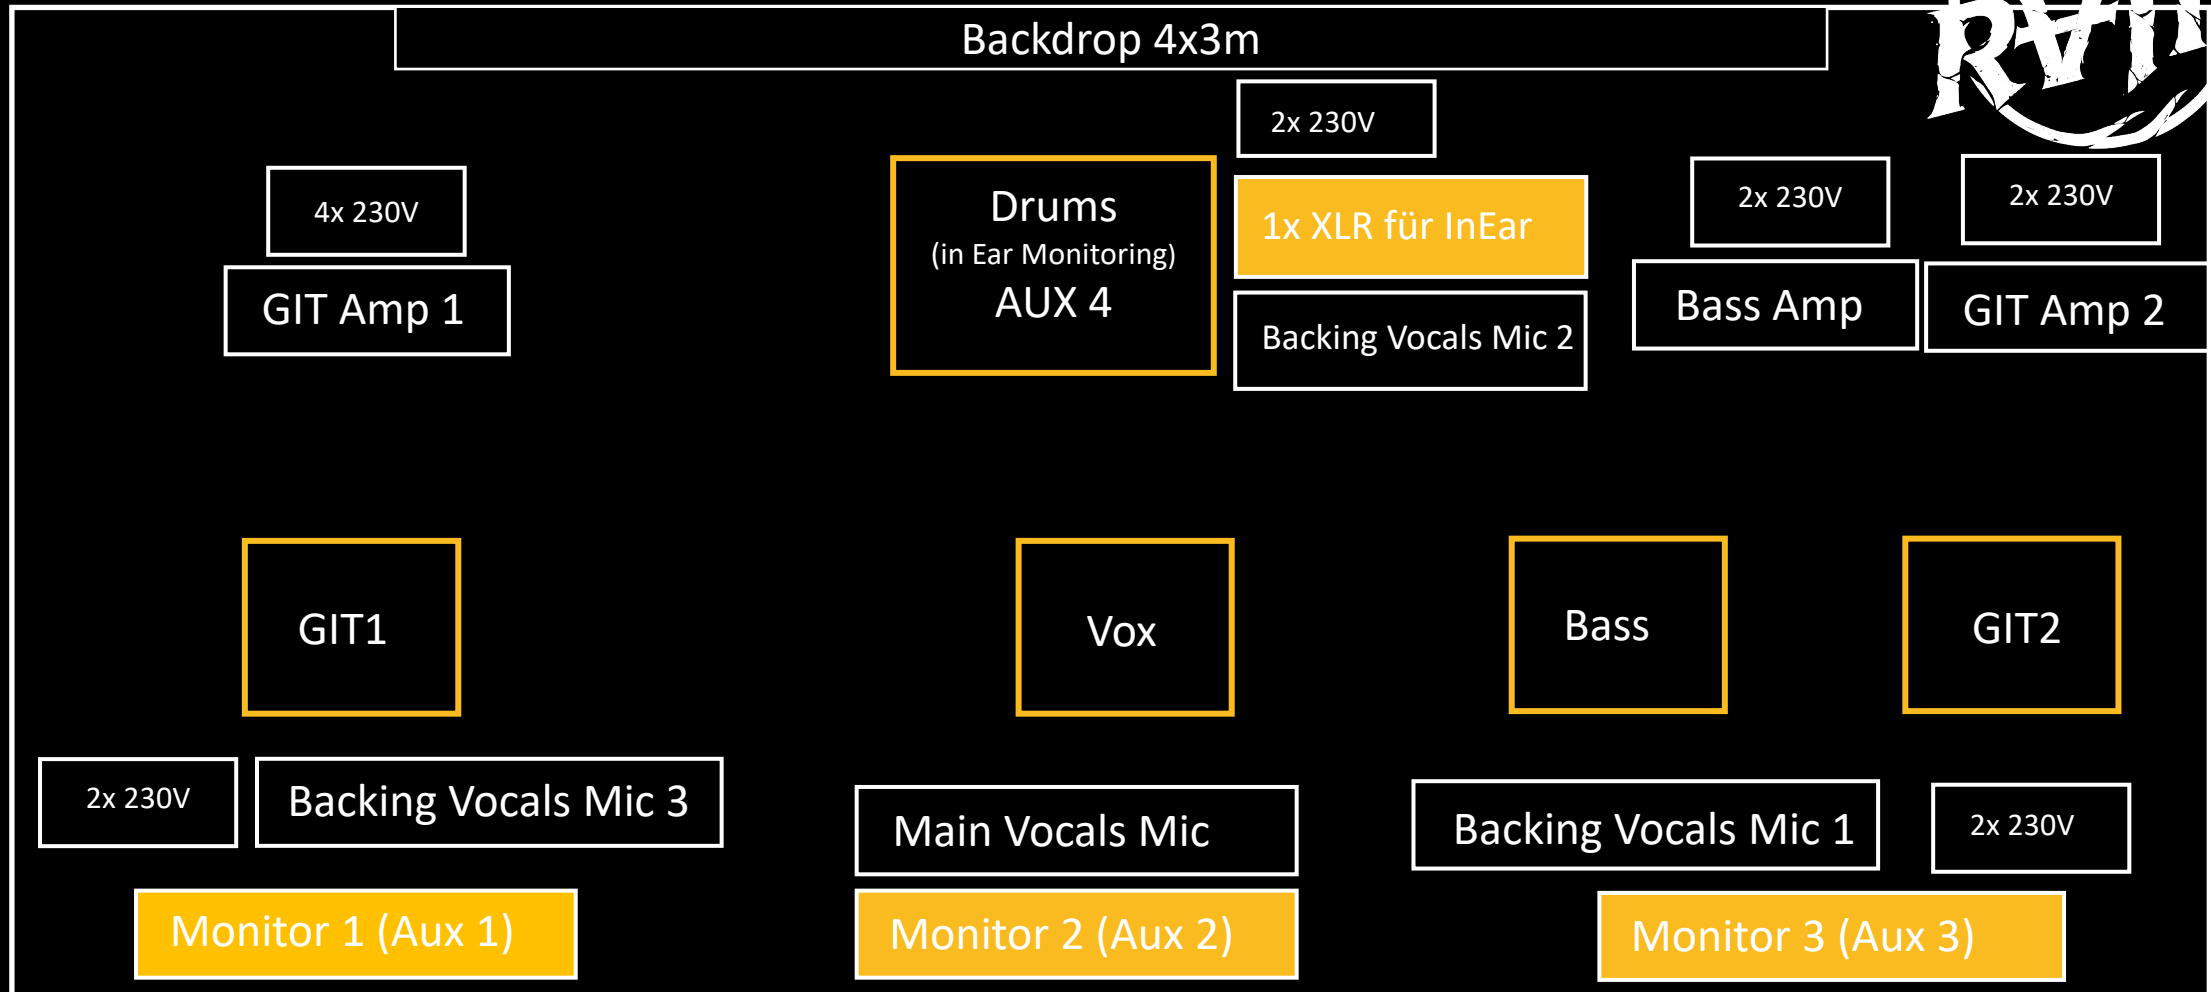 Backdrop 4x3m
2x 230V
4x 230V
Drums
(in Ear Monitoring)
AUX 4
1x XLR für InEar
Backing Vocals Mic 2
2x 230V
2x 230V
GIT Amp 1
Bass Amp
GIT Amp 2
GIT1
Vox
Bass
GIT2
2x 230V
Backing Vocals Mic 3
Main Vocals Mic
Backing Vocals Mic 1
2x 230V
Monitor 1 (Aux 1)
Monitor 2 (Aux 2)
Monitor 3 (Aux 3)